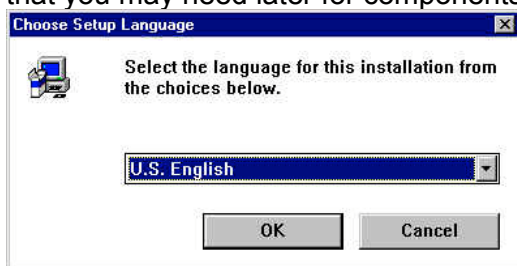 that you may need later for components
Choose Setup Language
Select the language for this installation from
the choices below.
U.S. English
OK
Cancel